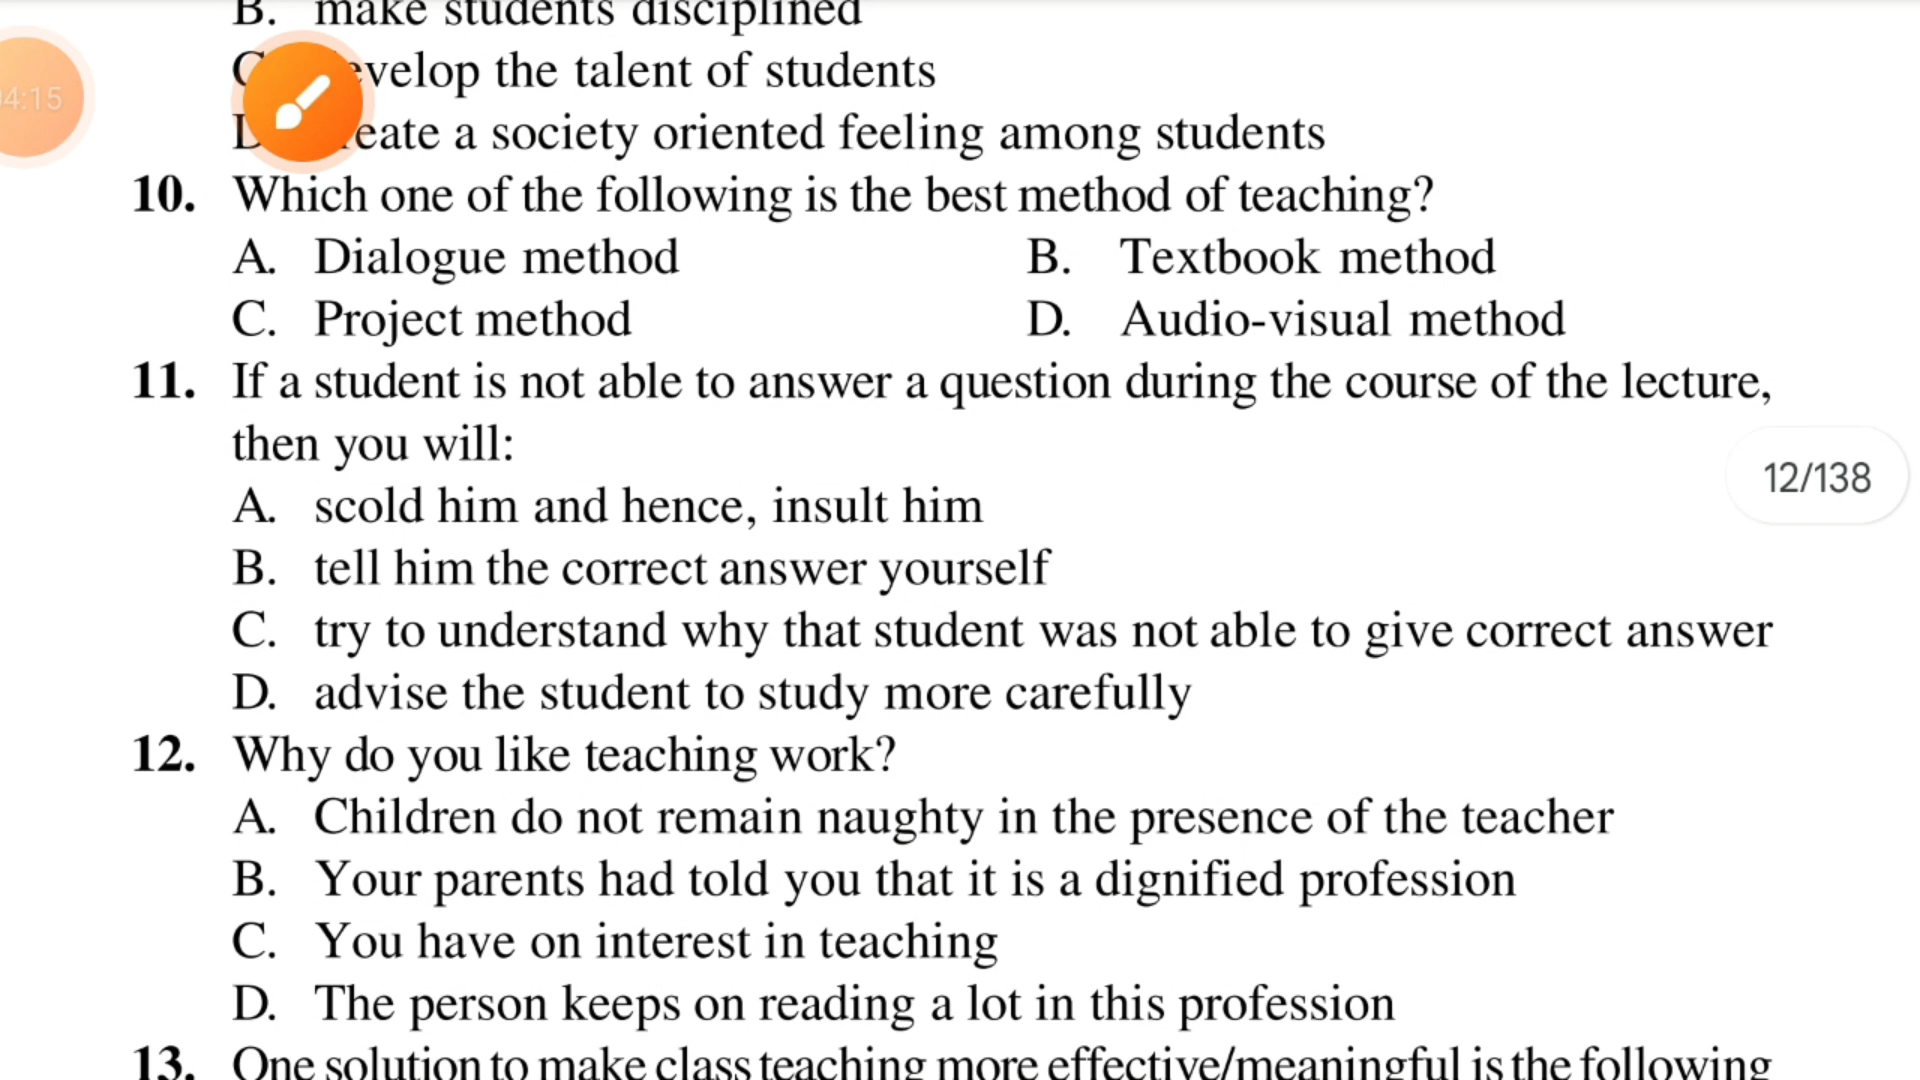 B. make students disciplined
velop the talent of students
eate a society oriented feeling among students
10. Which one of the following is the best method of teaching?
A. Dialogue method B. Textbook method
C. Project method D. Audio-visual method
11. If a student is not able to answer a question during the course of the lecture,
then you will:
A. scold him and hence, insult him
B. tell him the correct answer yourself
C. try to understand why that student was not able to give correct answer
D. advise the student to study more carefully
12. Why do you like teaching work?
A. Children do not remain naughty in the presence of the teacher
B. Your parents had told you that it is a dignified profession
C. You have on interest in teaching
D. The person keeps on reading a lot in this profession
13. One solution to make class teaching more effective/meaningful is the following
04:15
12/138